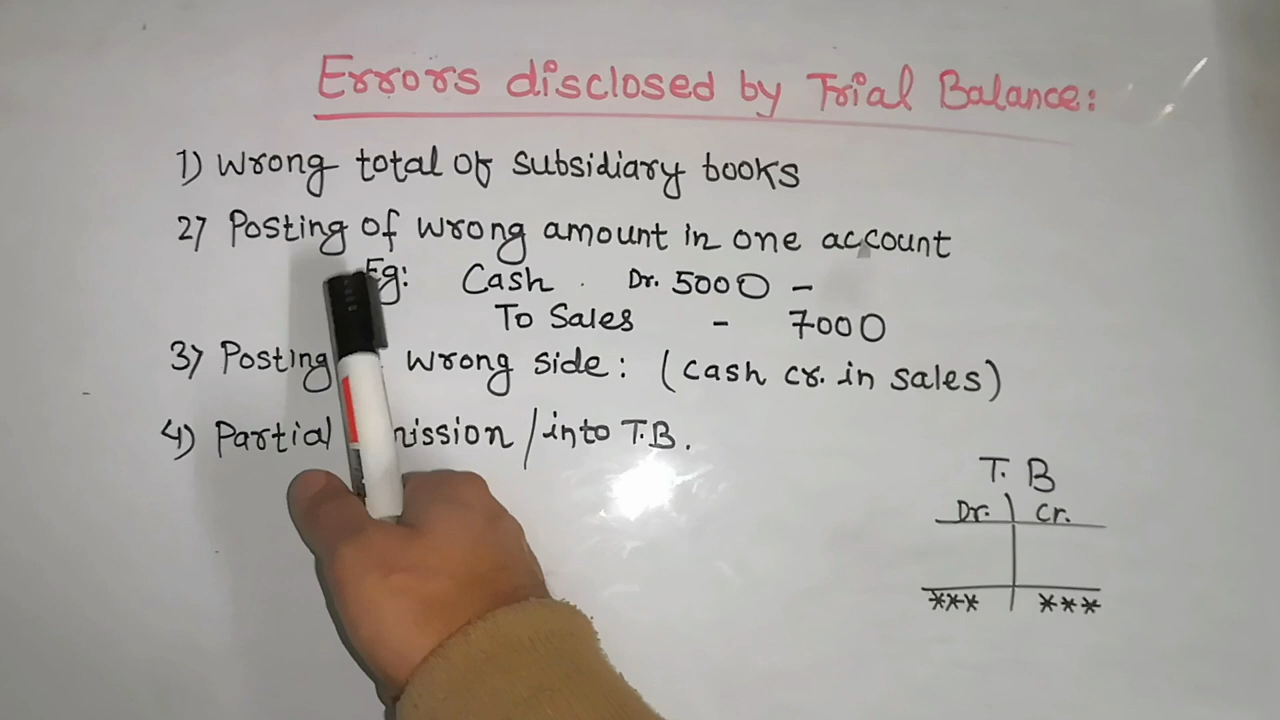 Errors disclosed by Trial Balance:
1) Wrong total of subsidiary books
2) Posting of wrong amount in one account
Eg: Cash Dr. 5000 -
To Sales - 7000
3) Posting wrong side: (cash cr. in sales)
4) Partial /into T.B.
T. B
Dr. Cr.
*** ***